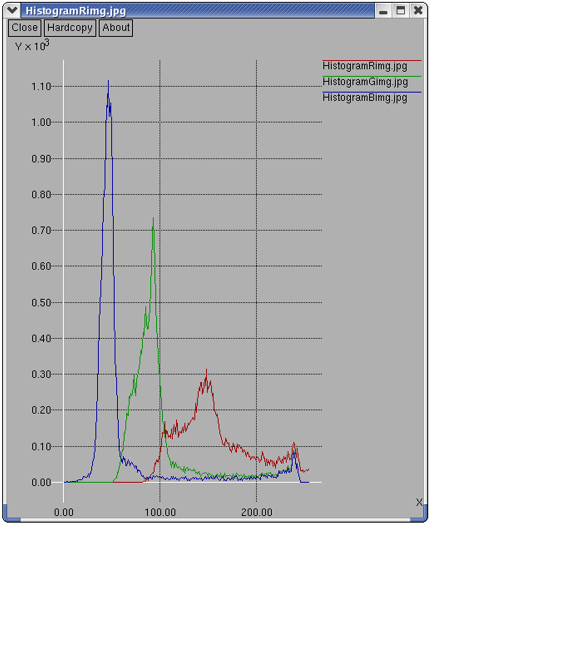 HistogramRimg.jpg
Close Hardcopy About
Y x 10³
HistogramRimg.jpg
HistogramGimg.jpg
HistogramBimg.jpg
1.10
1.00
0.90
0.80
0.70
0.60
0.50
0.40
0.30
0.20
0.10
0.00
X
0.00 100.00 200.00